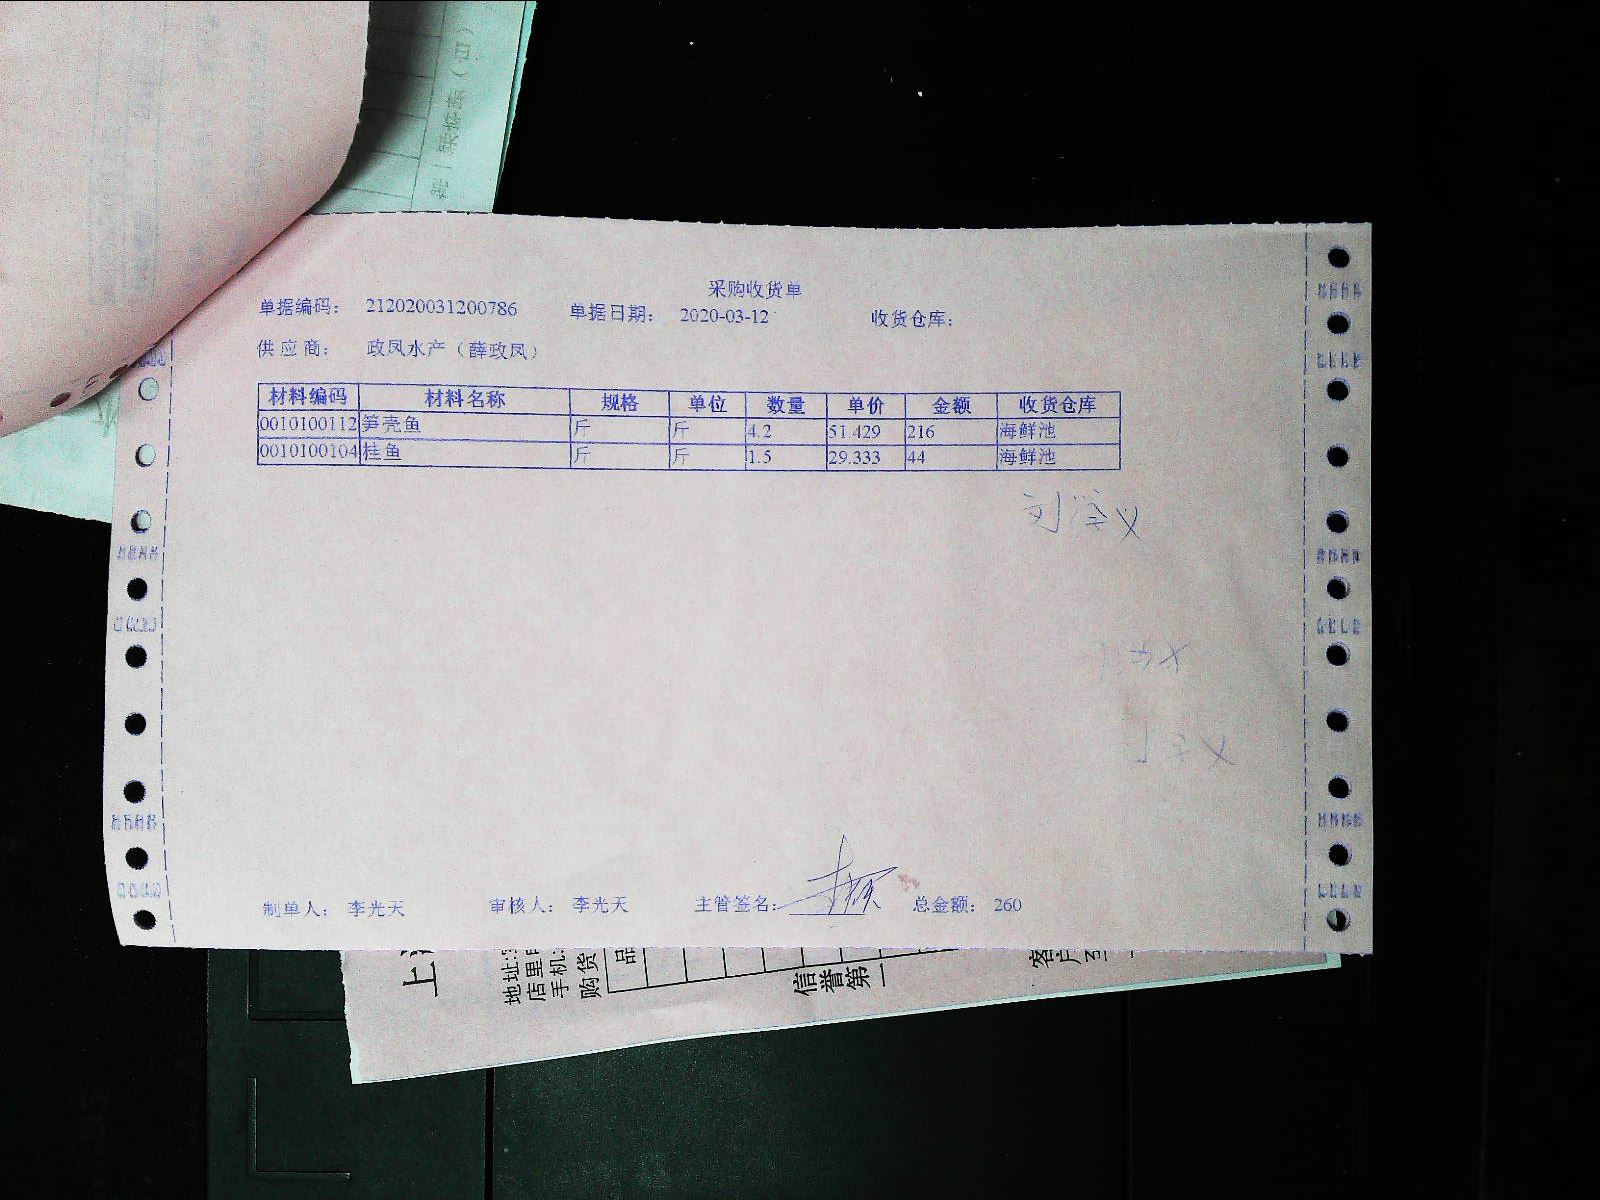 采购收货单
单据编码： 212020031200786 单据日期： 2020-03-12 收货仓库：
供应商： 政凤水产（薛政凤）
材料编码 材料名称 规格 单位 数量 单价 金额 收货仓库
0010100112 笋壳鱼 斤 斤 4.2 51.429 216 海鲜池
0010100104 桂鱼 斤 斤 1.5 29.333 44 海鲜池
制单人： 李光天 审核人： 李光天 主管签名： 总金额： 260
地址：
手机：
购货
品
信誉第一
客户